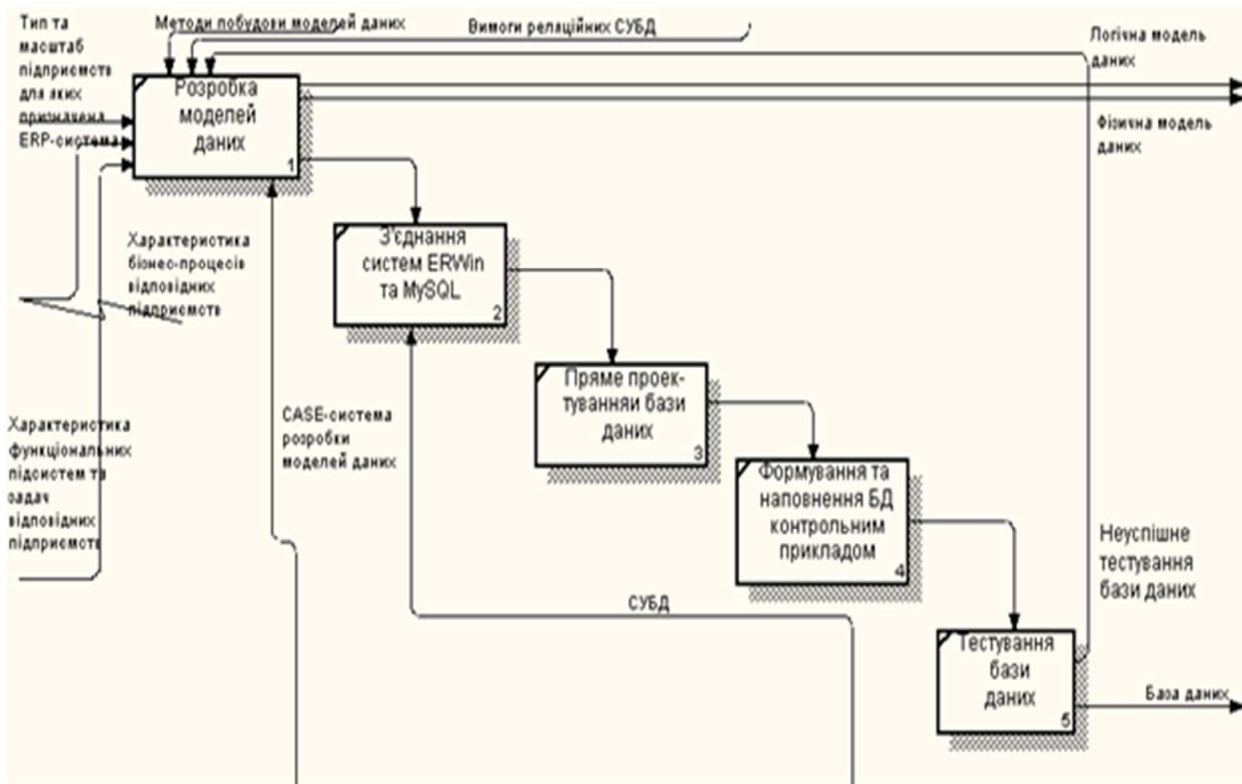 Тип та
масштаб
підприємств
для яких
призначена
ERP-система
Методи побудови моделей даних
Вимоги реляційних СУБД
Логічна модель
даних
Фізична модель
даних
Розробка
моделей
даних
1
Характеристика
бізнес-процесів
відповідних
підприємств
З'єднання
систем ERWin
та MySQL
2
Пряме проек-
туванняи бази
даних
3
Характеристика
функціональних
підсистем та
задач
відповідних
підприємств
CASE-система
розробки
моделей даних
Формування та
наповнення БД
контрольним
прикладом
4
Неуспішне
тестування
бази даних
СУБД
Тестування
бази
даних
5
База даних